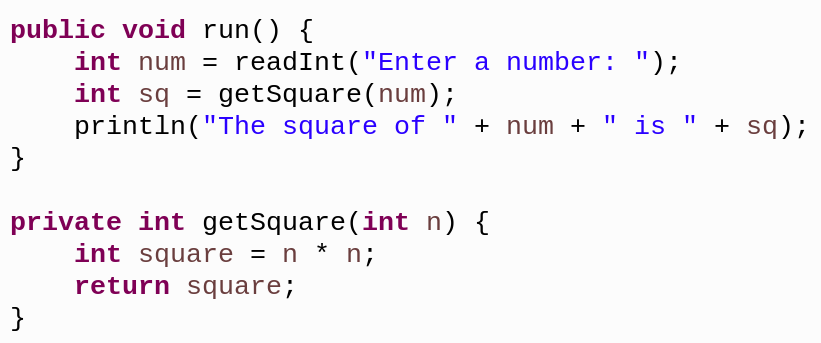 public void run() {
    int num = readInt("Enter a number: ");
    int sq = getSquare(num);
    println("The square of " + num + " is " + sq);
}

private int getSquare(int n) {
    int square = n * n;
    return square;
}